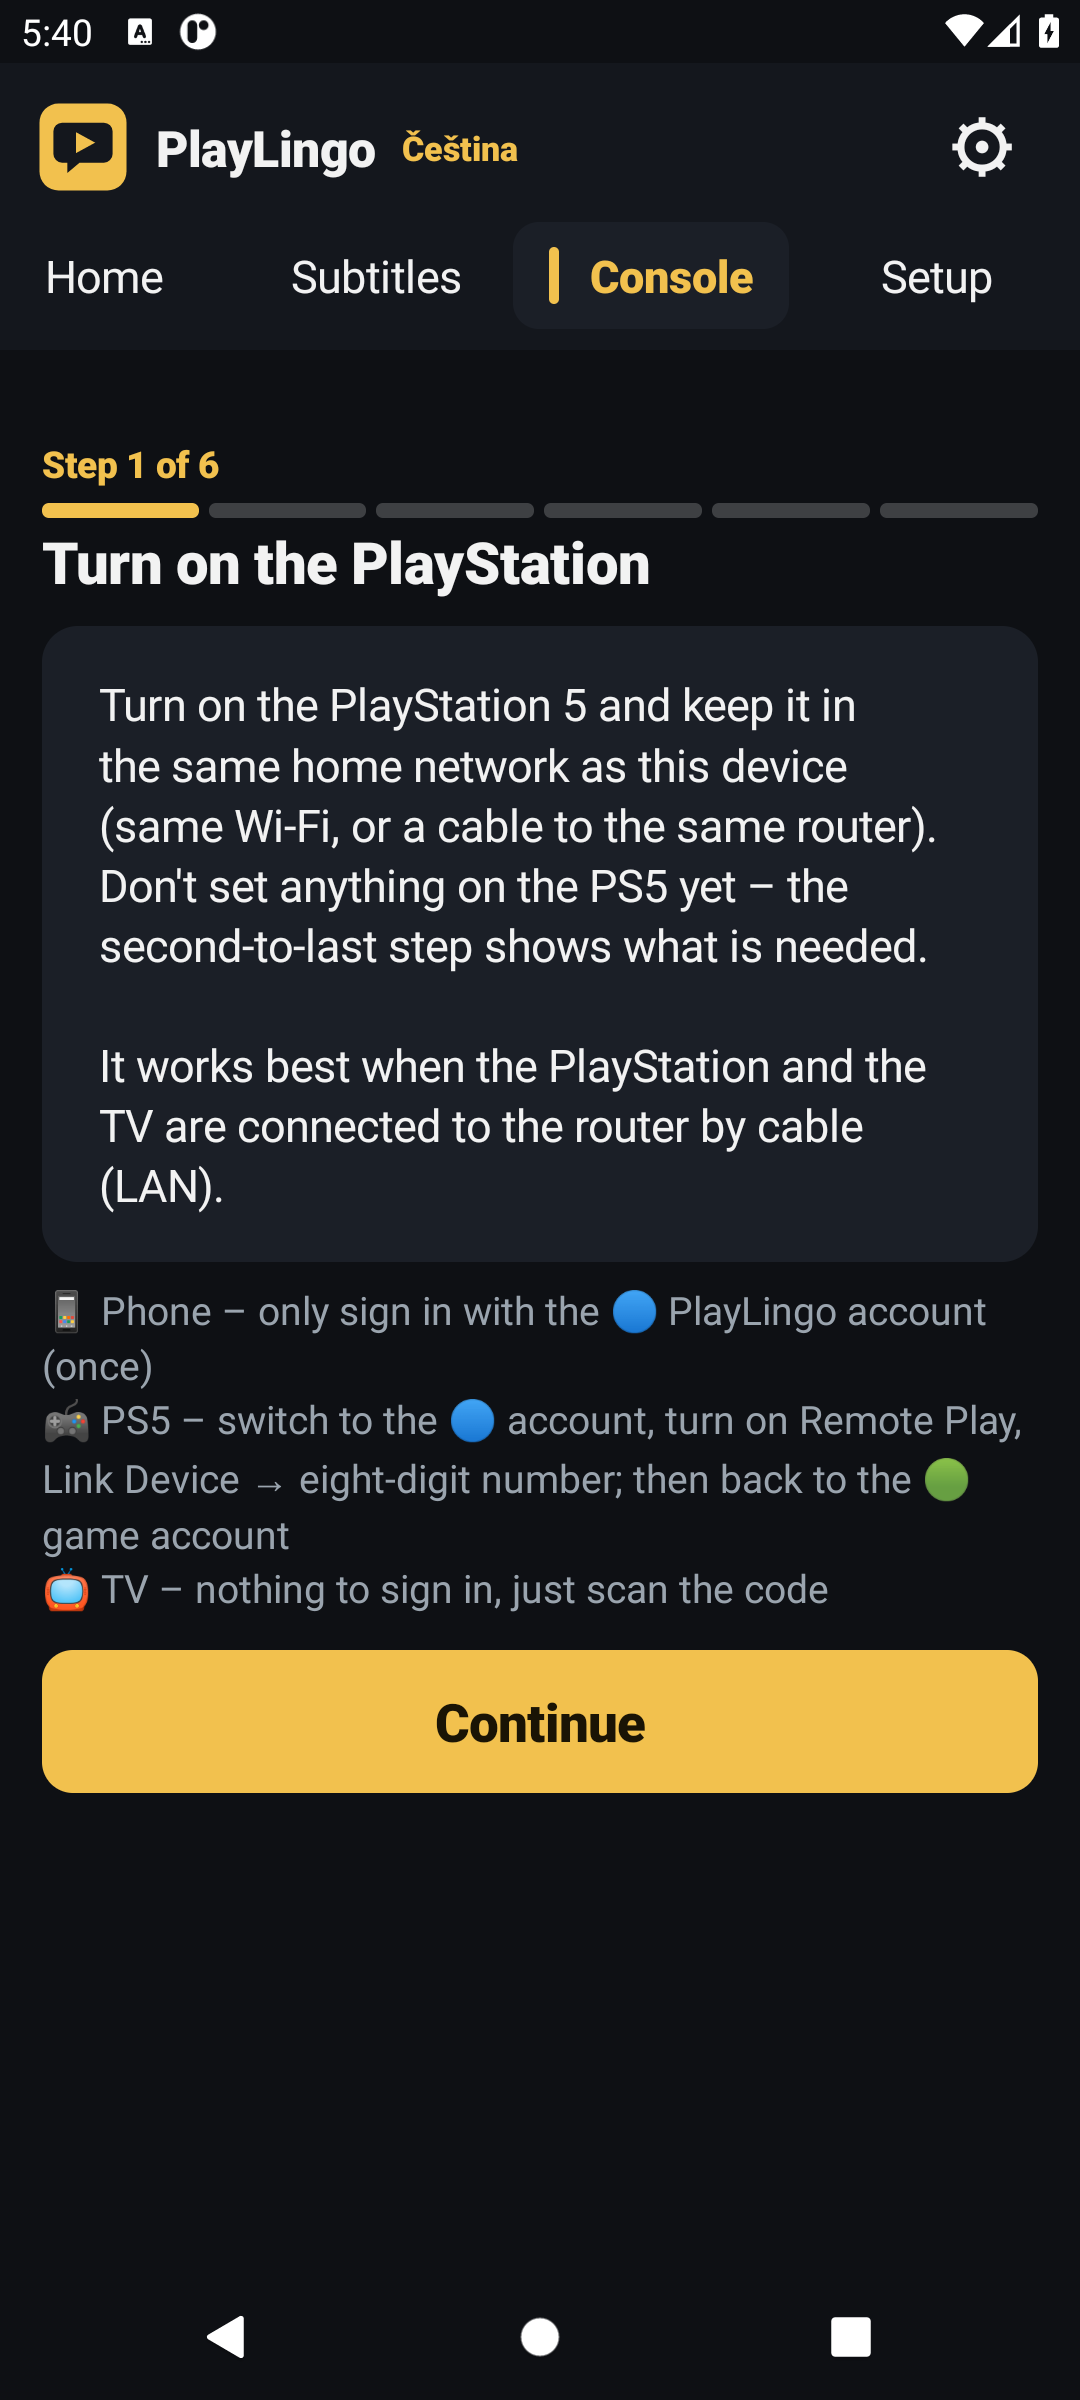 5:40
PlayLingo Čeština
Home Subtitles Console Setup
Step 1 of 6
Turn on the PlayStation
Turn on the PlayStation 5 and keep it in
the same home network as this device
(same Wi-Fi, or a cable to the same router).
Don't set anything on the PS5 yet – the
second-to-last step shows what is needed.
It works best when the PlayStation and the
TV are connected to the router by cable
(LAN).
📱 Phone – only sign in with the 🔵 PlayLingo account
(once)
🎮 PS5 – switch to the 🔵 account, turn on Remote Play,
Link Device → eight-digit number; then back to the 🟢
game account
📺 TV – nothing to sign in, just scan the code
Continue